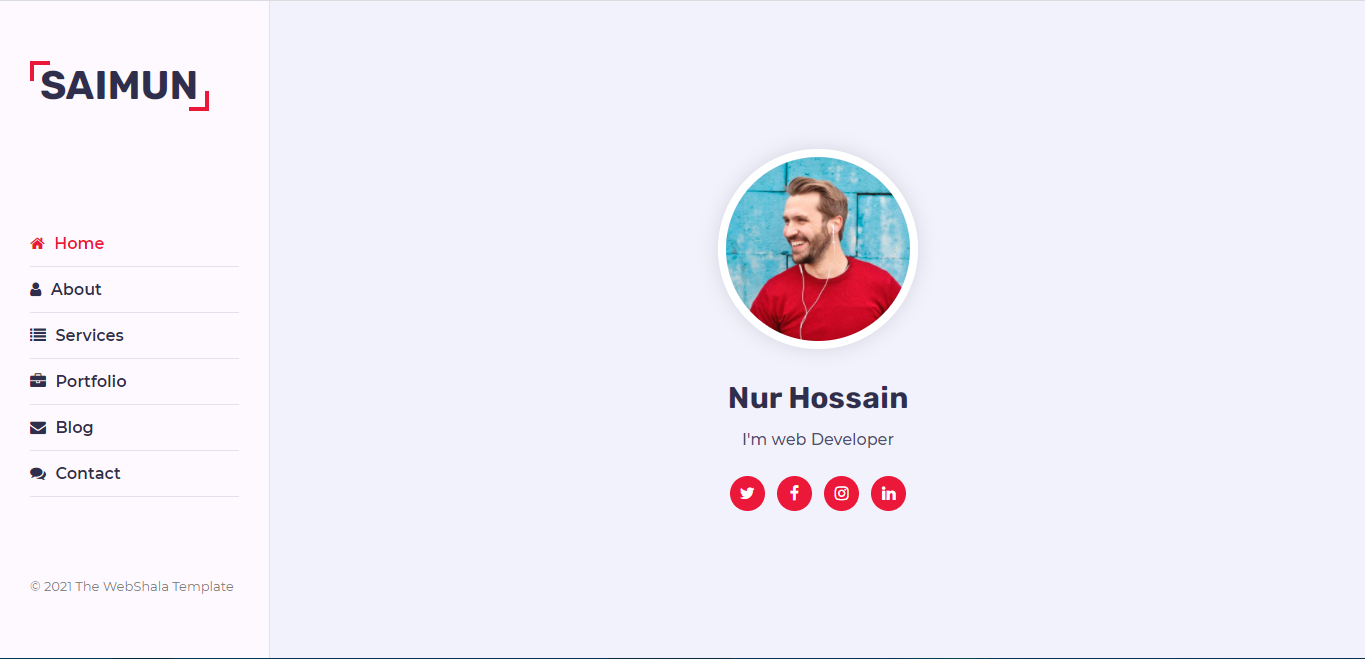 SAIMUN
Home
About
Services
Portfolio
Blog
Contact
© 2021 The WebShala Template
Nur Hossain
I'm web Developer